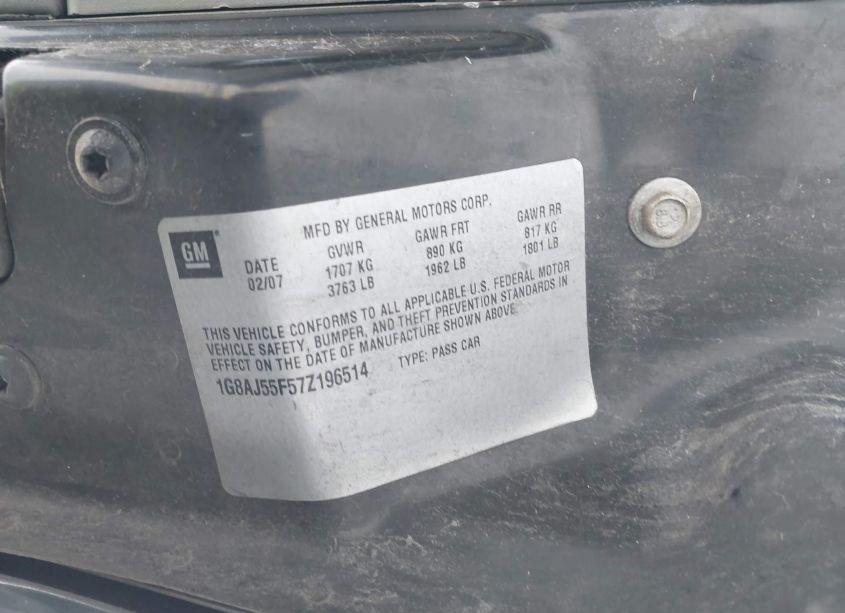 MFD BY GENERAL MOTORS CORP.
GM
DATE GVWR GAWR FRT GAWR RR
02/07 1707 KG 890 KG 817 KG
3763 LB 1962 LB 1801 LB
THIS VEHICLE CONFORMS TO ALL APPLICABLE U.S. FEDERAL MOTOR
VEHICLE SAFETY, BUMPER, AND THEFT PREVENTION STANDARDS IN
EFFECT ON THE DATE OF MANUFACTURE SHOWN ABOVE.
1G8AJ55F57Z196514 TYPE: PASS CAR